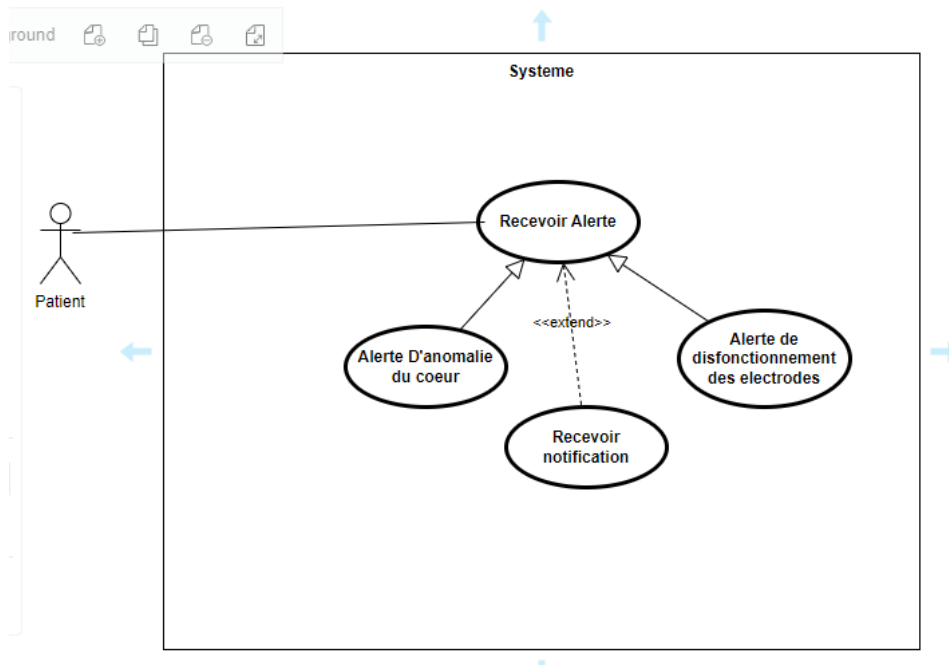 round
Systeme
Recevoir Alerte
Patient
<<extend>>
Alerte D'anomalie
du coeur
Alerte de
disfonctionnement
des electrodes
Recevoir
notification